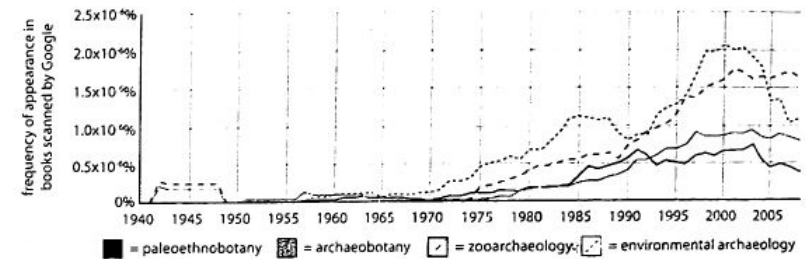 2.5x10⁻⁶%
2.0x10⁻⁶%
1.5x10⁻⁶%
1.0x10⁻⁶%
0.5x10⁻⁶%
0%
frequency of appearance in
books scanned by Google
1940 1945 1950 1955 1960 1965 1970 1975 1980 1985 1990 1995 2000 2005
= paleoethnobotany = archaeobotany = zooarchaeology = environmental archaeology